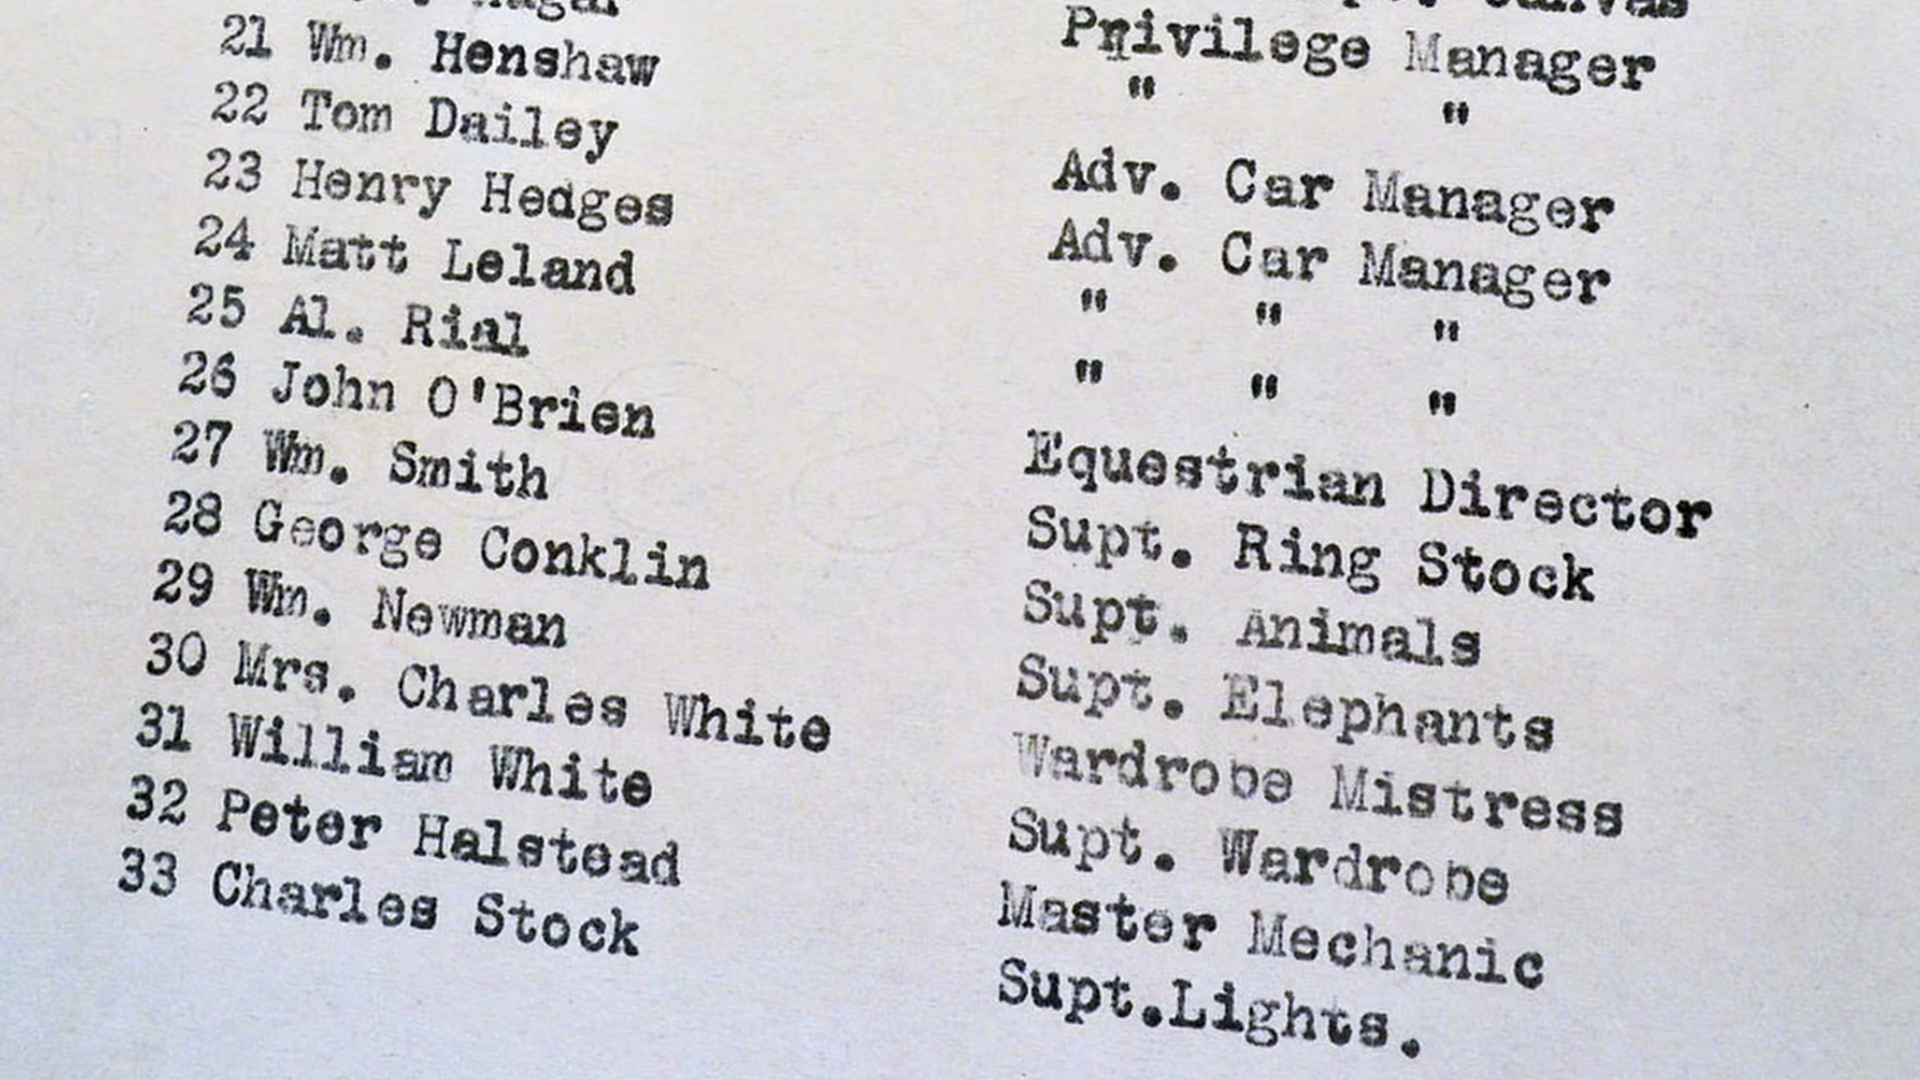 Privilege Manager
21 Wm. Henshaw " "
22 Tom Dailey Adv. Car Manager
23 Henry Hedges Adv. Car Manager
24 Matt Leland " " "
25 Al. Rial " " "
26 John O'Brien Equestrian Director
27 Wm. Smith Supt. Ring Stock
28 George Conklin Supt. Animals
29 Wm. Newman Supt. Elephants
30 Mrs. Charles White Wardrobe Mistress
31 William White Supt. Wardrobe
32 Peter Halstead Master Mechanic
33 Charles Stock Supt.Lights.